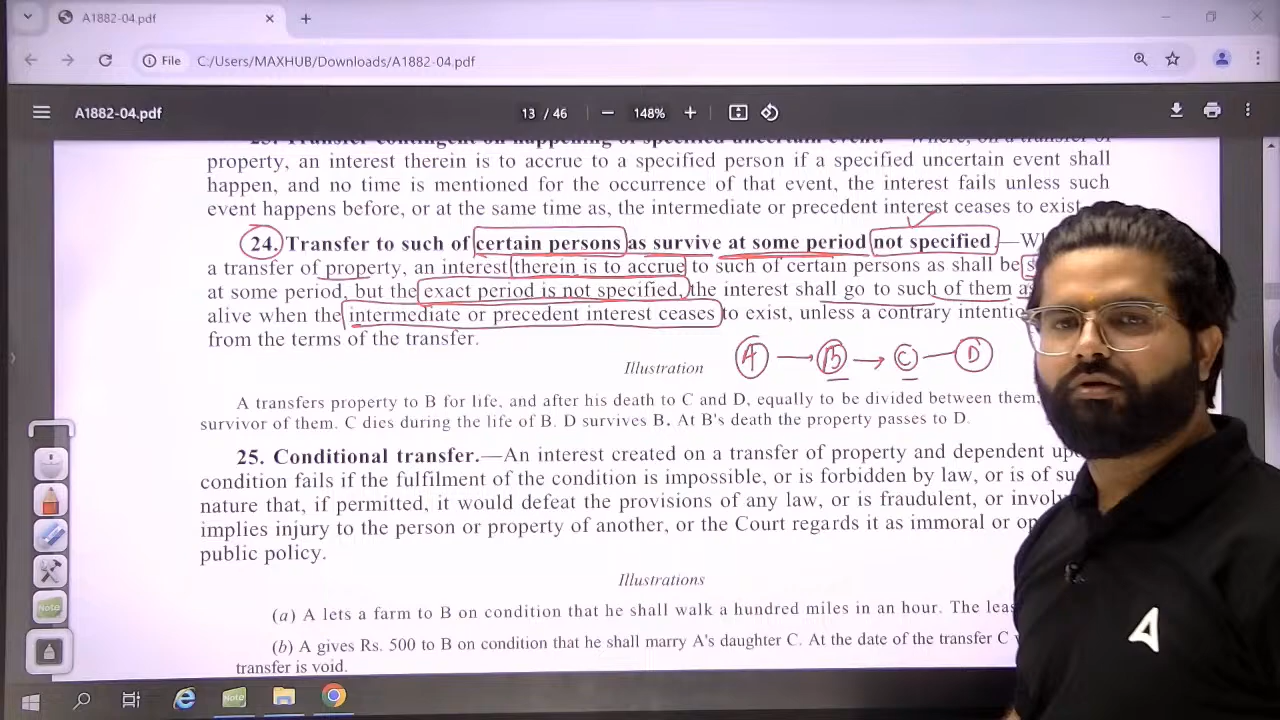 A1882-04.pdf
File C:/Users/MAXHUB/Downloads/A1882-04.pdf
A1882-04.pdf 13 / 46 148%
property, an interest therein is to accrue to a specified person if a specified uncertain event shall
happen, and no time is mentioned for the occurrence of that event, the interest fails unless such
event happens before, or at the same time as, the intermediate or precedent interest ceases to exist.
24. Transfer to such of certain persons as survive at some period not specified.—
a transfer of property, an interest therein is to accrue to such of certain persons as shall be
at some period, but the exact period is not specified, the interest shall go to such of them as
alive when the intermediate or precedent interest ceases to exist, unless a contrary
from the terms of the transfer.
A B C D
Illustration
A transfers property to B for life, and after his death to C and D, equally to be divided between them,
survivor of them. C dies during the life of B. D survives B. At B's death the property passes to D.
25. Conditional transfer.—An interest created on a transfer of property and dependent
condition fails if the fulfilment of the condition is impossible, or is forbidden by law, or is of
nature that, if permitted, it would defeat the provisions of any law, or is fraudulent, or
implies injury to the person or property of another, or the Court regards it as immoral or
public policy.
Illustrations
(a) A lets a farm to B on condition that he shall walk a hundred miles in an hour. The
(b) A gives Rs. 500 to B on condition that he shall marry A's daughter C. At the date of the transfer C
transfer is void.
Note
Note